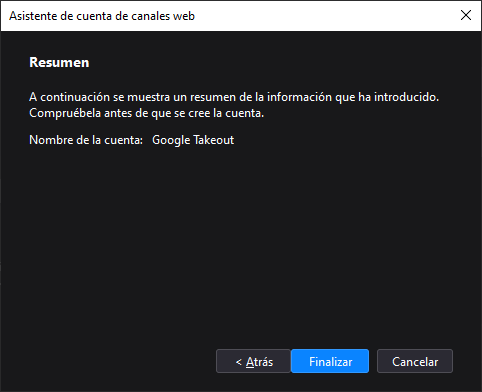 Asistente de cuenta de canales web
Resumen
A continuación se muestra un resumen de la información que ha introducido.
Compruébela antes de que se cree la cuenta.
Nombre de la cuenta: Google Takeout
< Atrás Finalizar Cancelar